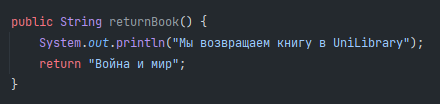 public String returnBook() {
    System.out.println("Мы возвращаем книгу в UniLibrary");
    return "Война и мир";
}